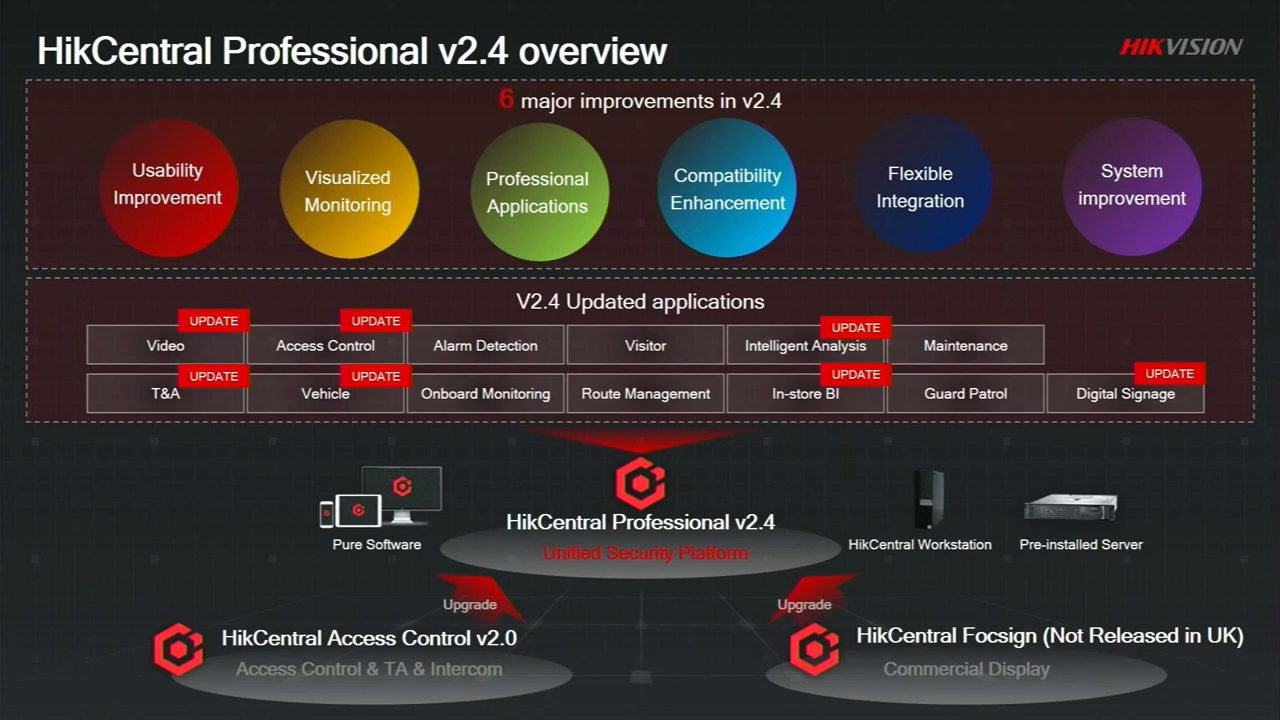 HikCentral Professional v2.4 overview
HIKVISION
6 major improvements in v2.4
Usability
Improvement
Visualized
Monitoring
Professional
Applications
Compatibility
Enhancement
Flexible
Integration
System
improvement
V2.4 Updated applications
UPDATE
UPDATE
UPDATE
Video
Access Control
Alarm Detection
Visitor
Intelligent Analysis
Maintenance
UPDATE
UPDATE
UPDATE
UPDATE
T&A
Vehicle
Onboard Monitoring
Route Management
In-store BI
Guard Patrol
Digital Signage
Pure Software
HikCentral Professional v2.4
Unified Security Platform
HikCentral Workstation
Pre-installed Server
Upgrade
Upgrade
HikCentral Access Control v2.0
Access Control & TA & Intercom
HikCentral Focsign (Not Released in UK)
Commercial Display